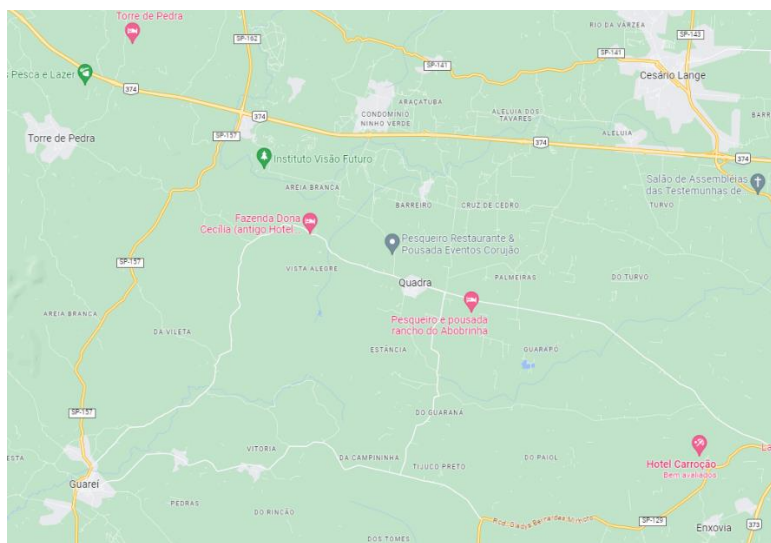 Torre de Pedra
RIO DA VÁRZEA
SP-162
SP-143
SP-141
SP-141
Pesca e Lazer
Cesário Lange
374
ARAÇATUBA
374
CONDOMINIO
NINHO VERDE
ALELUIA DOS
TAVARES
Torre de Pedra
SP-157
ALELUIA
374
374
Instituto Visão Futuro
Salão de Assembléias
das Testemunhas de
AREIA BRANCA
BARREIRO
CRUZ DE CEDRO
TURVO
Fazenda Dona
Cecília (antigo Hotel
Pesqueiro Restaurante &
Pousada Eventos Corujão
SP-157
VISTA ALEGRE
Quadra
PALMEIRAS
DO TURVO
AREIA BRANCA
DA VILETA
Pesqueiro e pousada
rancho do Abobrinha
ESTÂNCIA
GUARAPÓ
SP-157
DO GUARANÁ
VITÓRIA
DA CAMPININHA
DO PAIOL
TIJUCO PRETO
Hotel Carroção
Bem avaliados
Guareí
PEDRAS
DO RINCÃO
SP-129
Enxovia
373
DOS TOMES